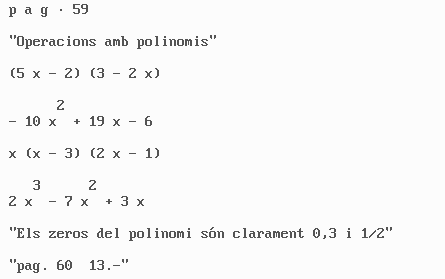 p a g · 59
"Operacions amb polinomis"
(5 x - 2) (3 - 2 x)
2
- 10 x + 19 x - 6
x (x - 3) (2 x - 1)
3 2
2 x - 7 x + 3 x
"Els zeros del polinomi són clarament 0,3 i 1/2"
"pag. 60 13.-"